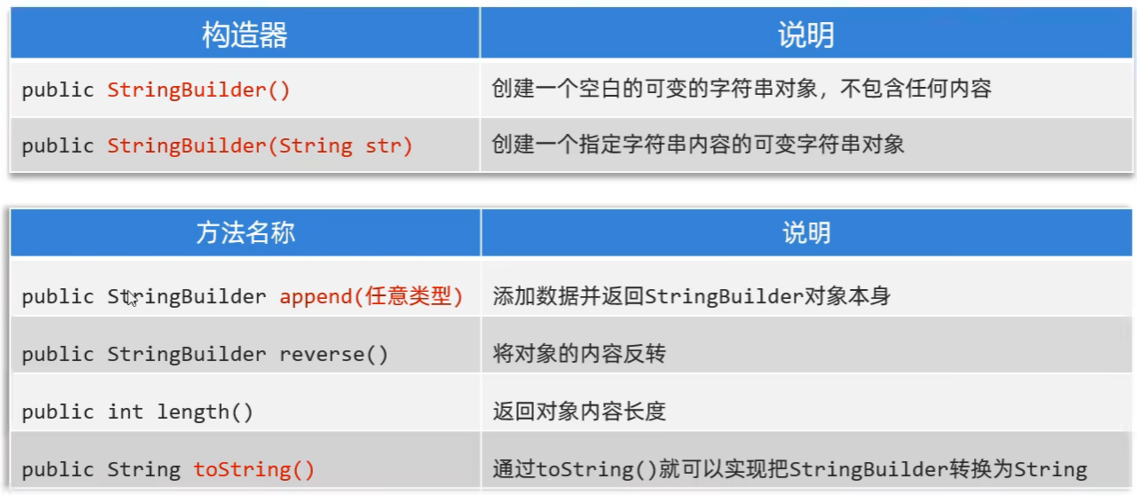 构造器 说明
public StringBuilder() 创建一个空白的可变的字符串对象，不包含任何内容
public StringBuilder(String str) 创建一个指定字符串内容的可变字符串对象
方法名称 说明
public StringBuilder append(任意类型) 添加数据并返回StringBuilder对象本身
public StringBuilder reverse() 将对象的内容反转
public int length() 返回对象内容长度
public String toString() 通过toString()就可以实现把StringBuilder转换为String